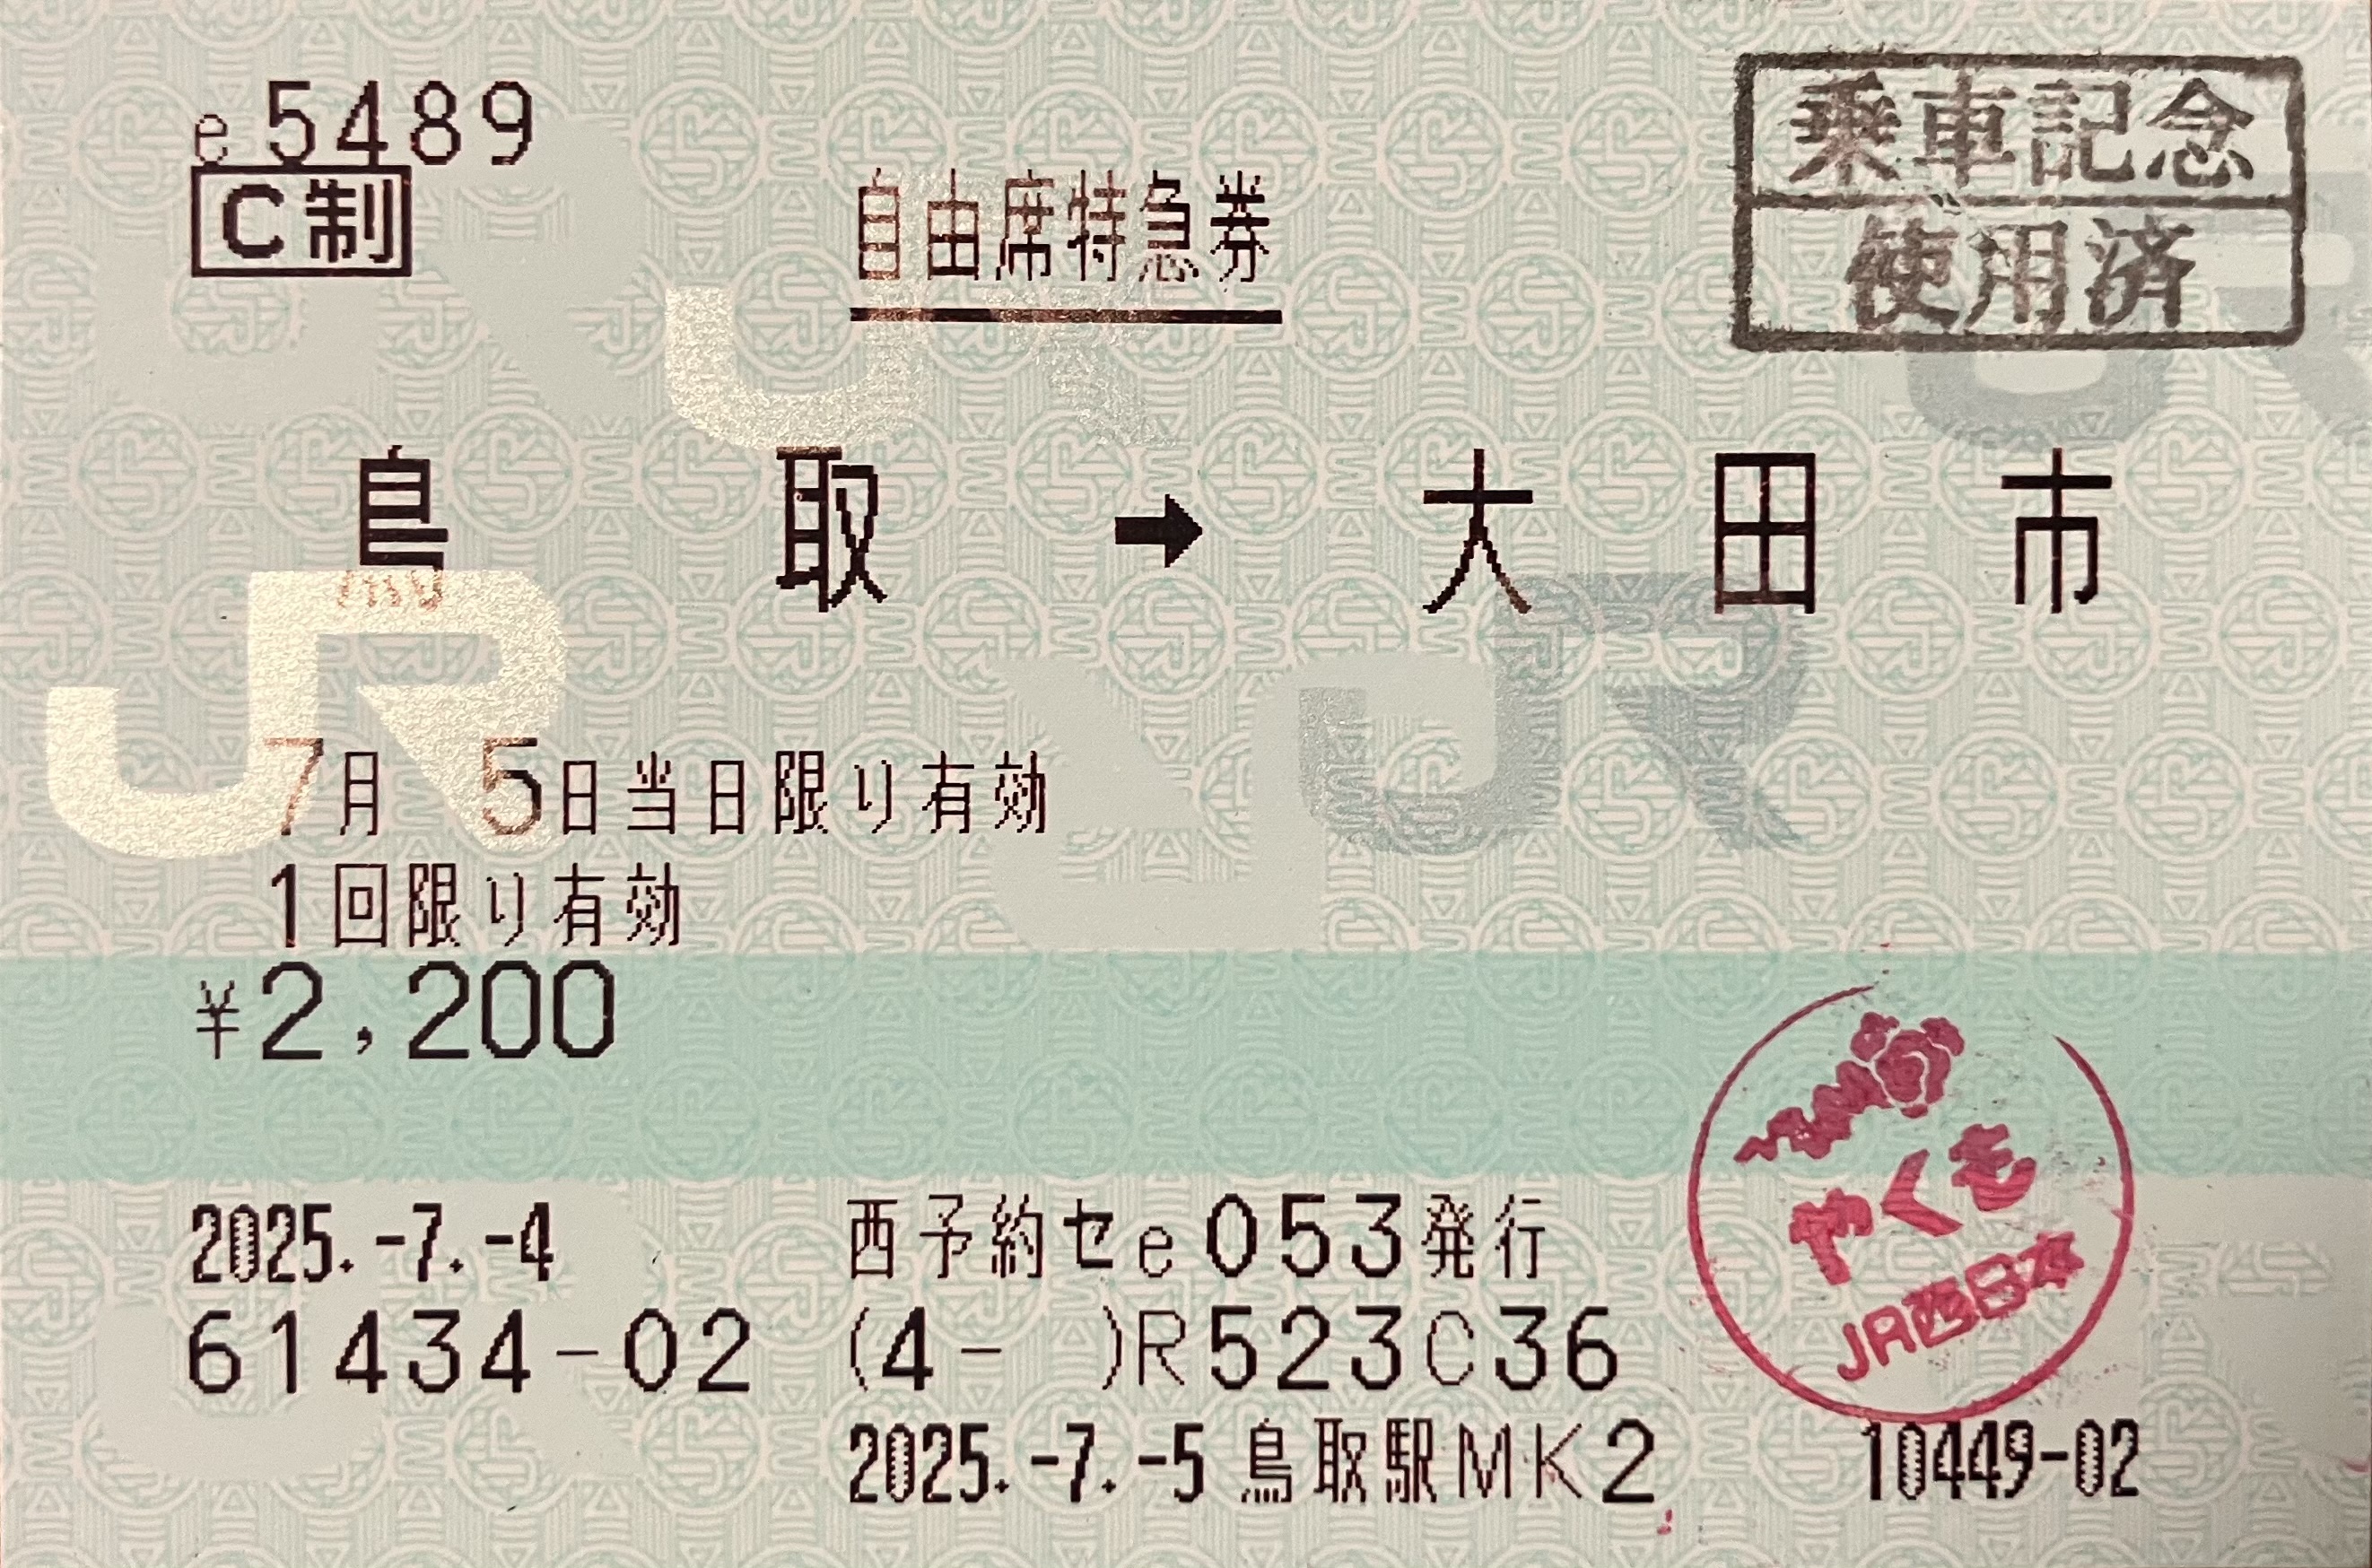 e5489
C制
自由席特急券
乗車記念
使用済
鳥取➡大田市
7月 5日当日限り有効
1回限り有効
¥2,200
やくも
JR西日本
2025.-7.-4 西予約セe053発行
61434-02 (4- )R523C36
2025.-7.-5 鳥取駅MK2 10449-02